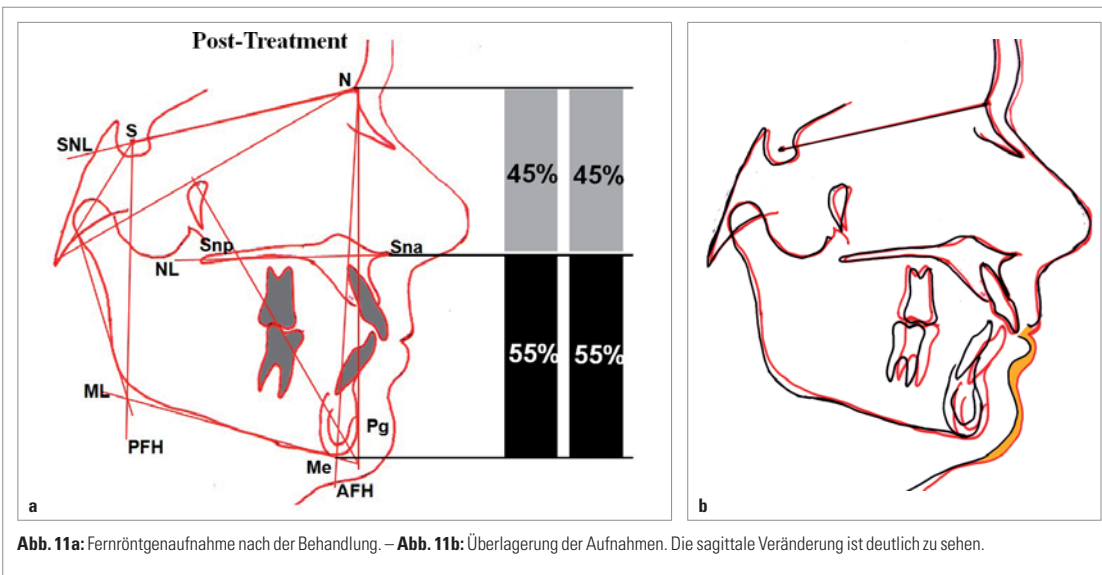 Post-Treatment
N
S
SNL
45% 45%
Snp
Sna
NL
55% 55%
ML
Pg
PFH
Me
AFH
a
b
Abb. 11a: Fernröntgenaufnahme nach der Behandlung. – Abb. 11b: Überlagerung der Aufnahmen. Die sagittale Veränderung ist deutlich zu sehen.